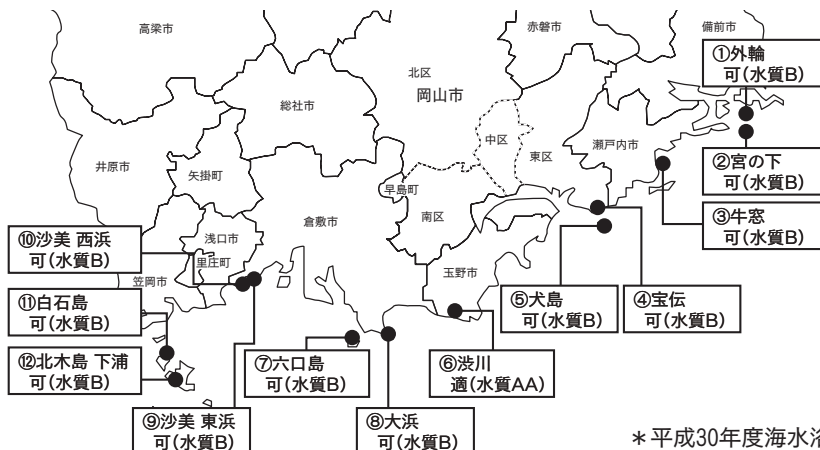 高梁市
赤磐市
備前市
①外輪
可(水質B)
北区
岡山市
総社市
中区
東区
瀬戸内市
②宮の下
可(水質B)
井原市
矢掛町
早島町
③牛窓
可(水質B)
倉敷市
南区
⑩沙美 西浜
可(水質B)
浅口市
里庄町
笠岡市
玉野市
⑪白石島
可(水質B)
⑤犬島
可(水質B)
④宝伝
可(水質B)
⑫北木島 下浦
可(水質B)
⑦六口島
可(水質B)
⑥渋川
適(水質AA)
⑨沙美 東浜
可(水質B)
⑧大浜
可(水質B)
*平成30年度海水浴